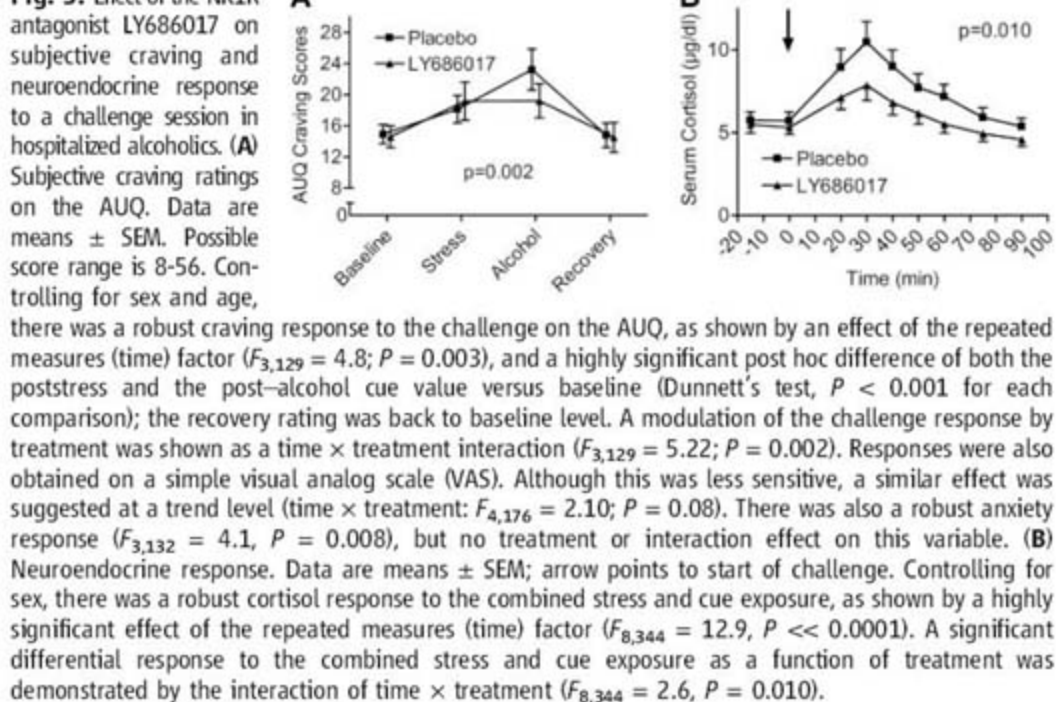 Fig. 3. Effect of the NK1R
antagonist LY686017 on
subjective craving and
neuroendocrine response
to a challenge session in
hospitalized alcoholics. (A)
Subjective craving ratings
on the AUQ. Data are
means ± SEM. Possible
score range is 8-56. Con-
trolling for sex and age,
A
AUQ Craving Scores
28
24
20
16
12
8
0
Placebo
LY686017
p=0.002
Baseline
Stress
Alcohol
Recovery
B
Serum Cortisol (μg/dl)
10
5
0
p=0.010
Placebo
LY686017
-20 -10 0 10 20 30 40 50 60 70 80 90 100
Time (min)
there was a robust craving response to the challenge on the AUQ, as shown by an effect of the repeated
measures (time) factor (F3,129 = 4.8; P = 0.003), and a highly significant post hoc difference of both the
poststress and the post–alcohol cue value versus baseline (Dunnett's test, P < 0.001 for each
comparison); the recovery rating was back to baseline level. A modulation of the challenge response by
treatment was shown as a time × treatment interaction (F3,129 = 5.22; P = 0.002). Responses were also
obtained on a simple visual analog scale (VAS). Although this was less sensitive, a similar effect was
suggested at a trend level (time × treatment: F4,176 = 2.10; P = 0.08). There was also a robust anxiety
response (F3,132 = 4.1, P = 0.008), but no treatment or interaction effect on this variable. (B)
Neuroendocrine response. Data are means ± SEM; arrow points to start of challenge. Controlling for
sex, there was a robust cortisol response to the combined stress and cue exposure, as shown by a highly
significant effect of the repeated measures (time) factor (F8,344 = 12.9, P << 0.0001). A significant
differential response to the combined stress and cue exposure as a function of treatment was
demonstrated by the interaction of time × treatment (F8,344 = 2.6, P = 0.010).